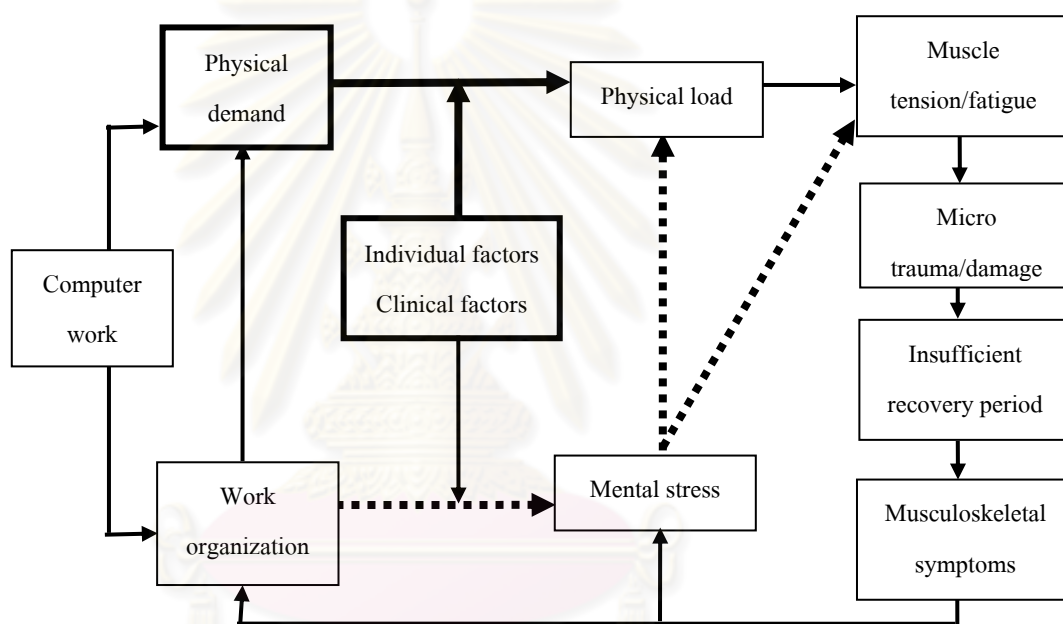 Physical
demand
Physical load
Muscle
tension/fatigue
Individual factors
Clinical factors
Micro
trauma/damage
Computer
work
Insufficient
recovery period
Work
organization
Mental stress
Musculoskeletal
symptoms